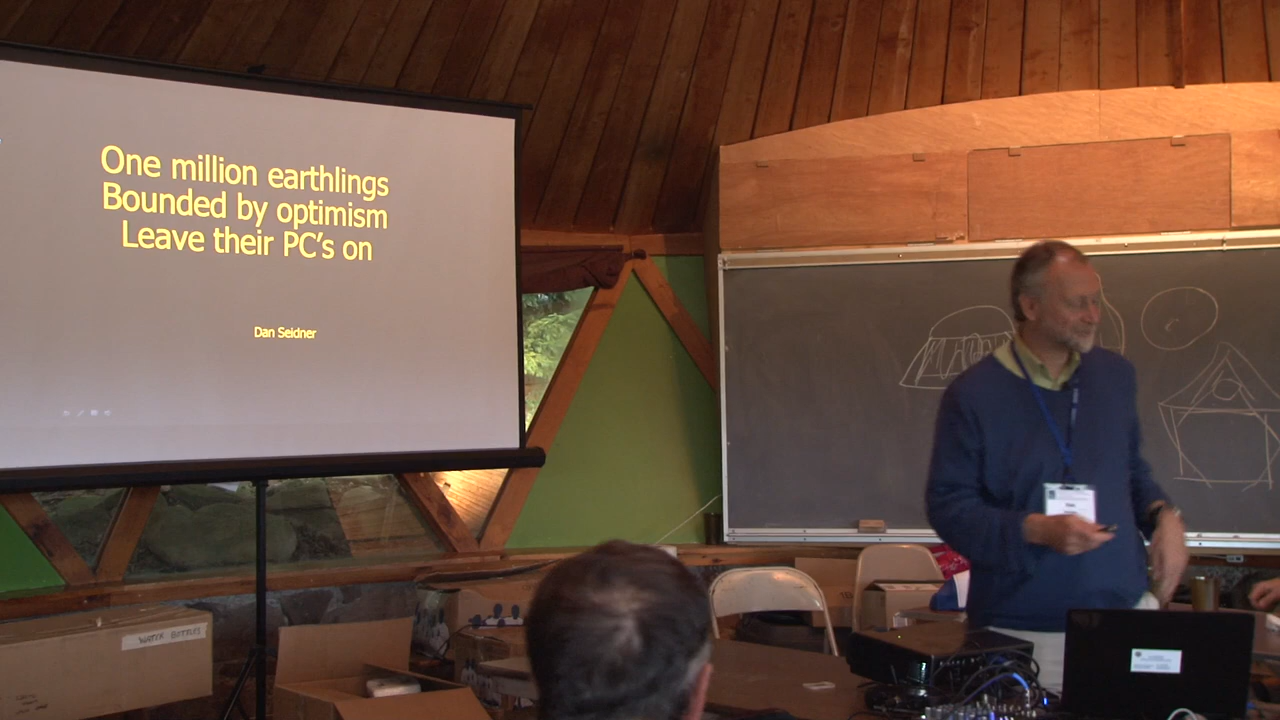 One million earthlings
Bounded by optimism
Leave their PC's on
Dan Seidner
WATER BOTTLES